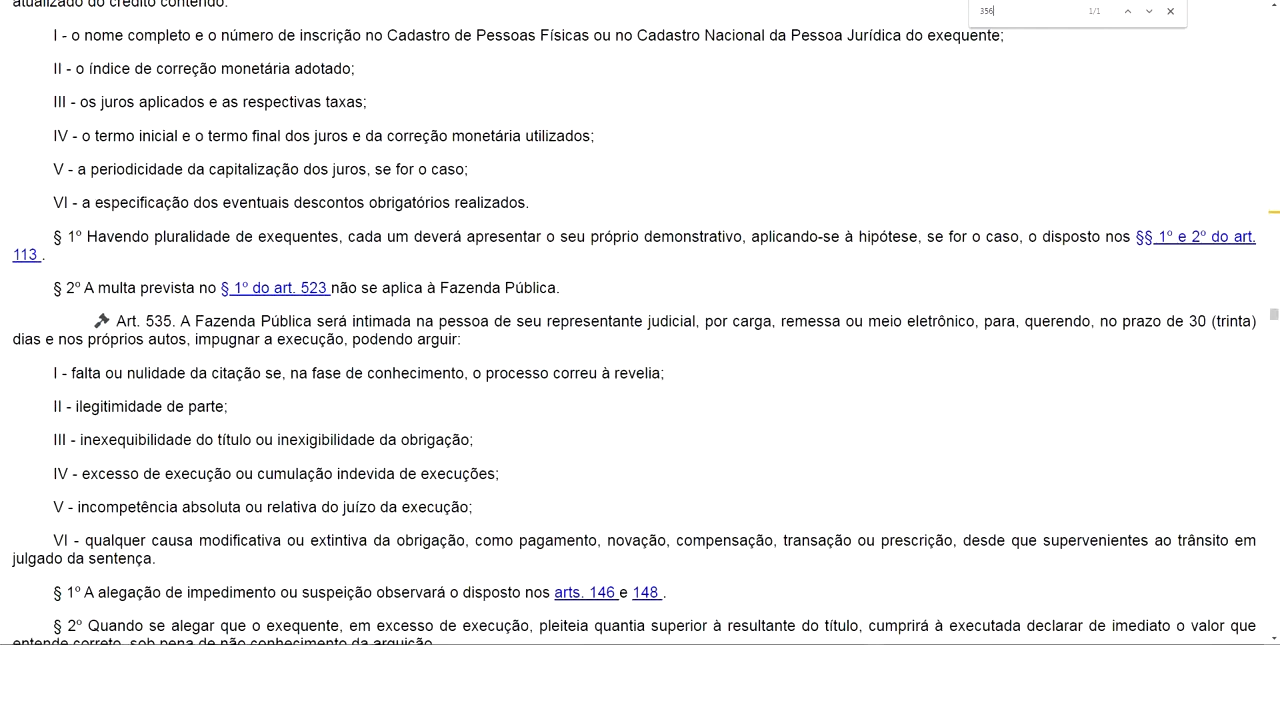 atualizado do crédito contendo:
356
1/1
I - o nome completo e o número de inscrição no Cadastro de Pessoas Físicas ou no Cadastro Nacional da Pessoa Jurídica do exequente;
II - o índice de correção monetária adotado;
III - os juros aplicados e as respectivas taxas;
IV - o termo inicial e o termo final dos juros e da correção monetária utilizados;
V - a periodicidade da capitalização dos juros, se for o caso;
VI - a especificação dos eventuais descontos obrigatórios realizados.
§ 1º Havendo pluralidade de exequentes, cada um deverá apresentar o seu próprio demonstrativo, aplicando-se à hipótese, se for o caso, o disposto nos §§ 1º e 2º do art.
113 .
§ 2º A multa prevista no § 1º do art. 523 não se aplica à Fazenda Pública.
Art. 535. A Fazenda Pública será intimada na pessoa de seu representante judicial, por carga, remessa ou meio eletrônico, para, querendo, no prazo de 30 (trinta)
dias e nos próprios autos, impugnar a execução, podendo arguir:
I - falta ou nulidade da citação se, na fase de conhecimento, o processo correu à revelia;
II - ilegitimidade de parte;
III - inexequibilidade do título ou inexigibilidade da obrigação;
IV - excesso de execução ou cumulação indevida de execuções;
V - incompetência absoluta ou relativa do juízo da execução;
VI - qualquer causa modificativa ou extintiva da obrigação, como pagamento, novação, compensação, transação ou prescrição, desde que supervenientes ao trânsito em
julgado da sentença.
§ 1º A alegação de impedimento ou suspeição observará o disposto nos arts. 146 e 148 .
§ 2º Quando se alegar que o exequente, em excesso de execução, pleiteia quantia superior à resultante do título, cumprirá à executada declarar de imediato o valor que
entende correto, sob pena de não conhecimento da arguição.